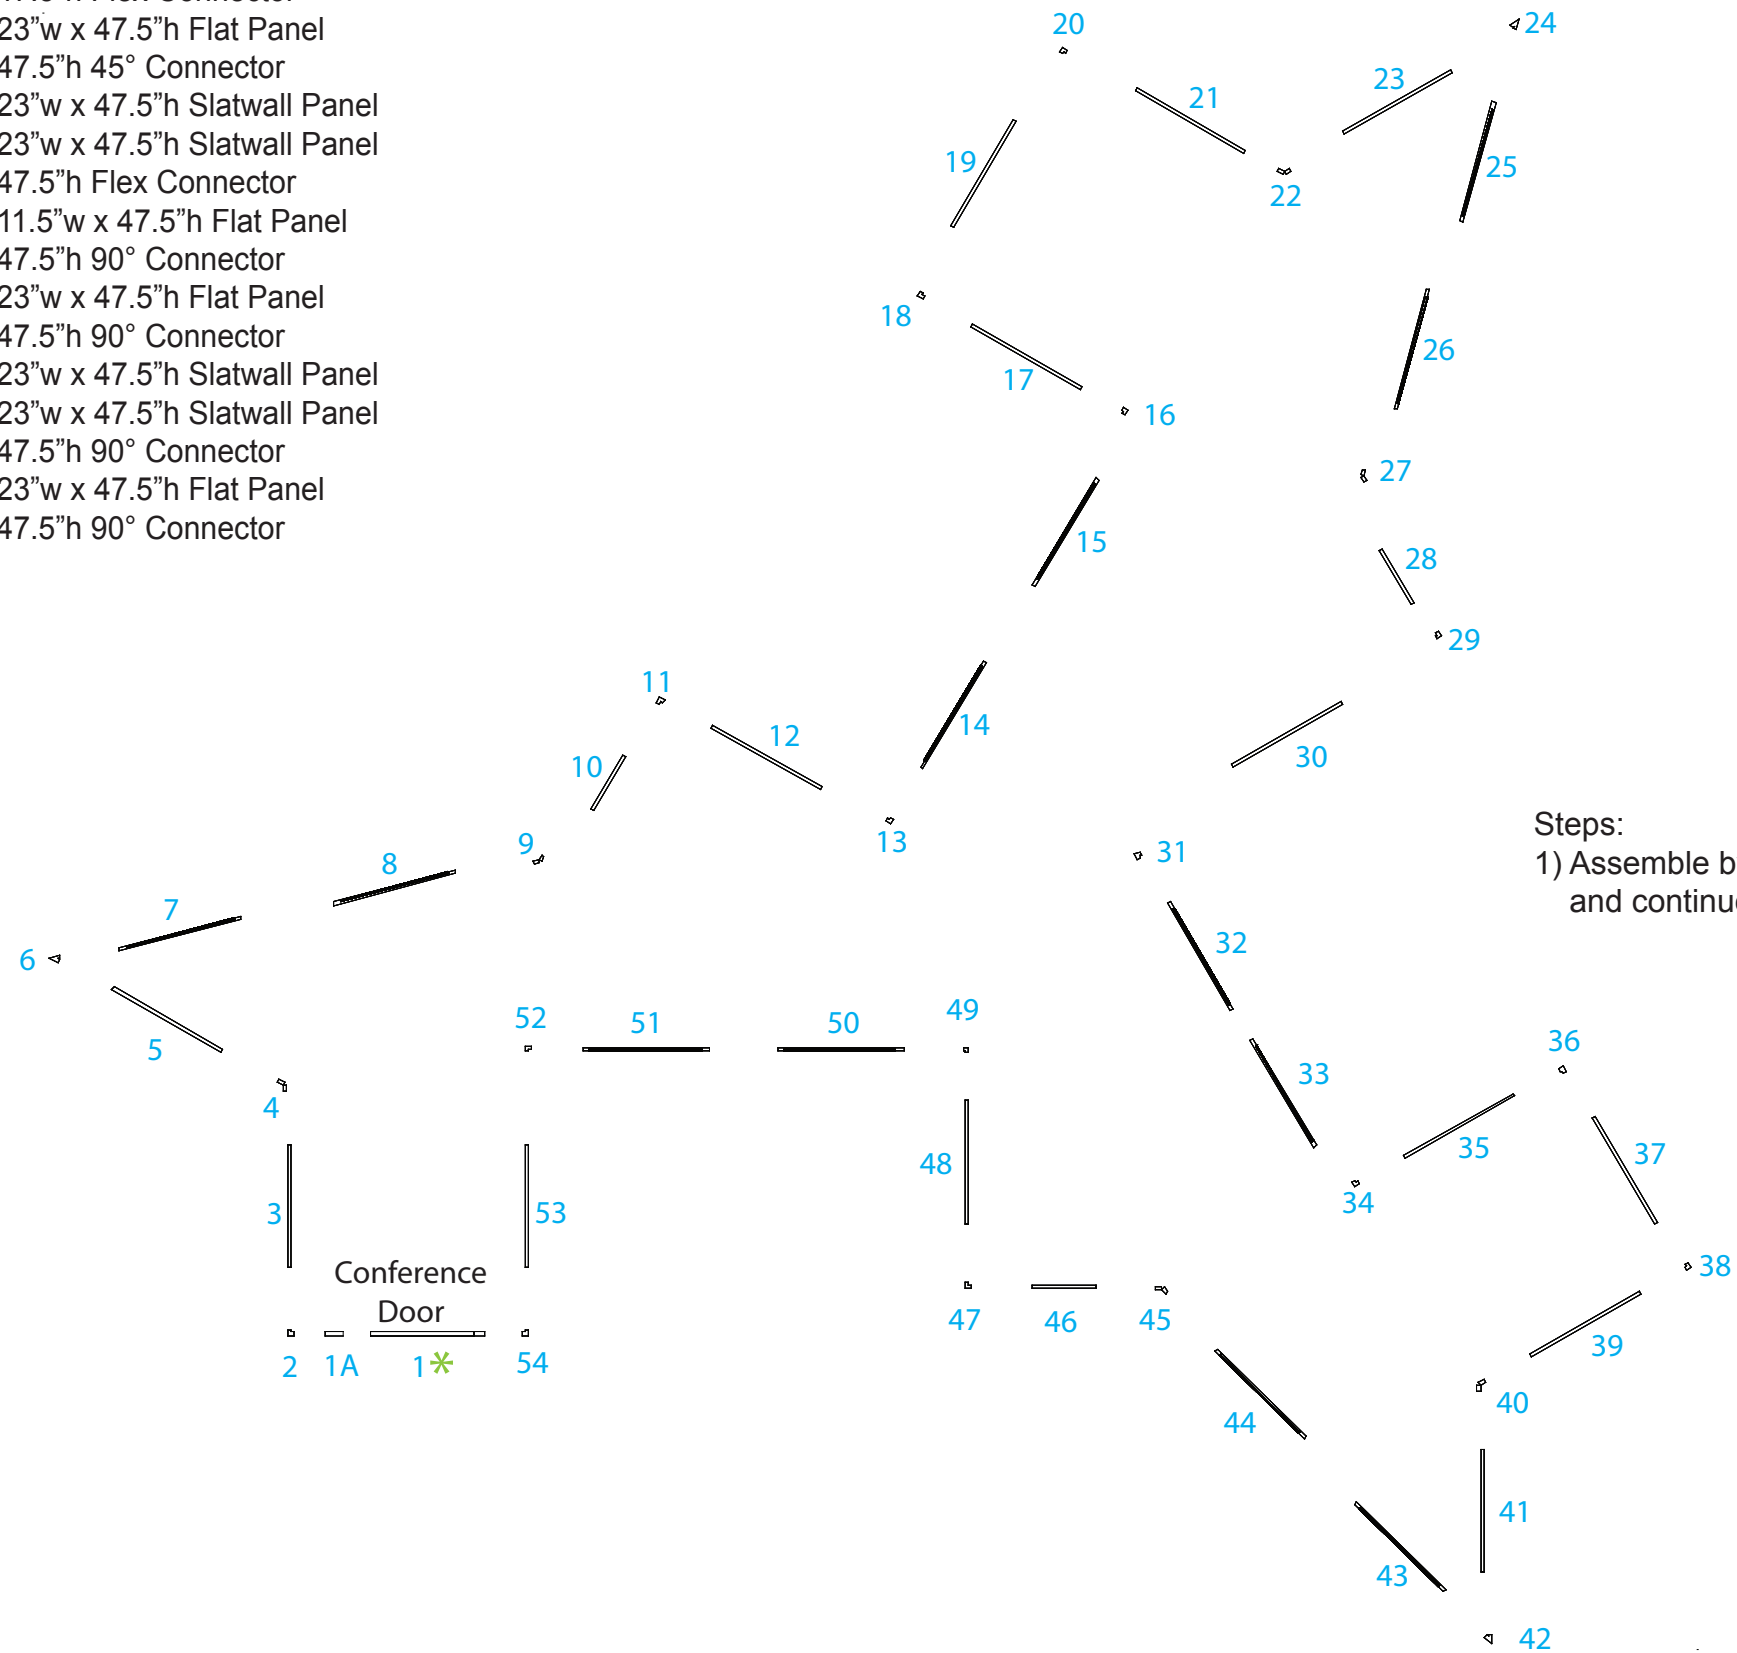 23”w x 47.5”h Flat Panel
47.5”h 45° Connector
23”w x 47.5”h Slatwall Panel
23”w x 47.5”h Slatwall Panel
47.5”h Flex Connector
11.5”w x 47.5”h Flat Panel
47.5”h 90° Connector
23”w x 47.5”h Flat Panel
47.5”h 90° Connector
23”w x 47.5”h Slatwall Panel
23”w x 47.5”h Slatwall Panel
47.5”h 90° Connector
23”w x 47.5”h Flat Panel
47.5”h 90° Connector
20
24
23
21
19
25
22
18
26
17
16
27
15
28
29
11
14
12
30
10
13
9
31
8
7
6
32
5
52
51
50
49
36
33
4
48
35
37
34
3
53
38
Conference
Door
47
46
45
39
2
1A
1*
54
40
44
41
43
42
Steps:
1) Assemble b
and continu